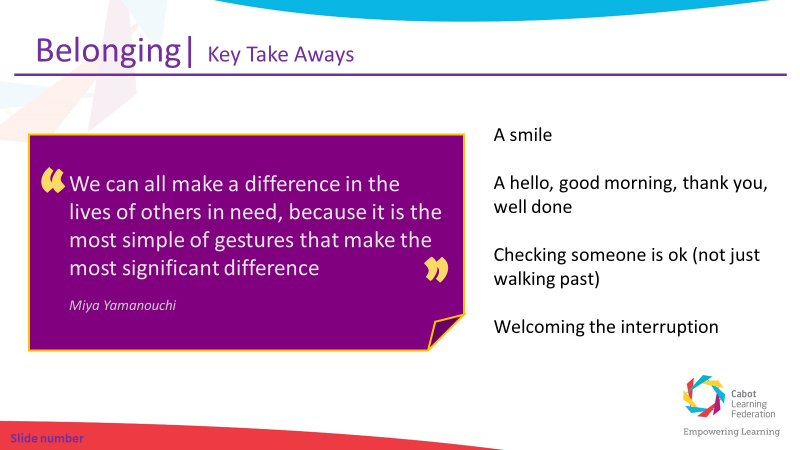 Belonging| Key Take Aways
“ We can all make a difference in the
lives of others in need, because it is the
most simple of gestures that make the
most significant difference ”
Miya Yamanouchi
A smile
A hello, good morning, thank you,
well done
Checking someone is ok (not just
walking past)
Welcoming the interruption
Cabot
Learning
Federation
Empowering Learning
Slide number